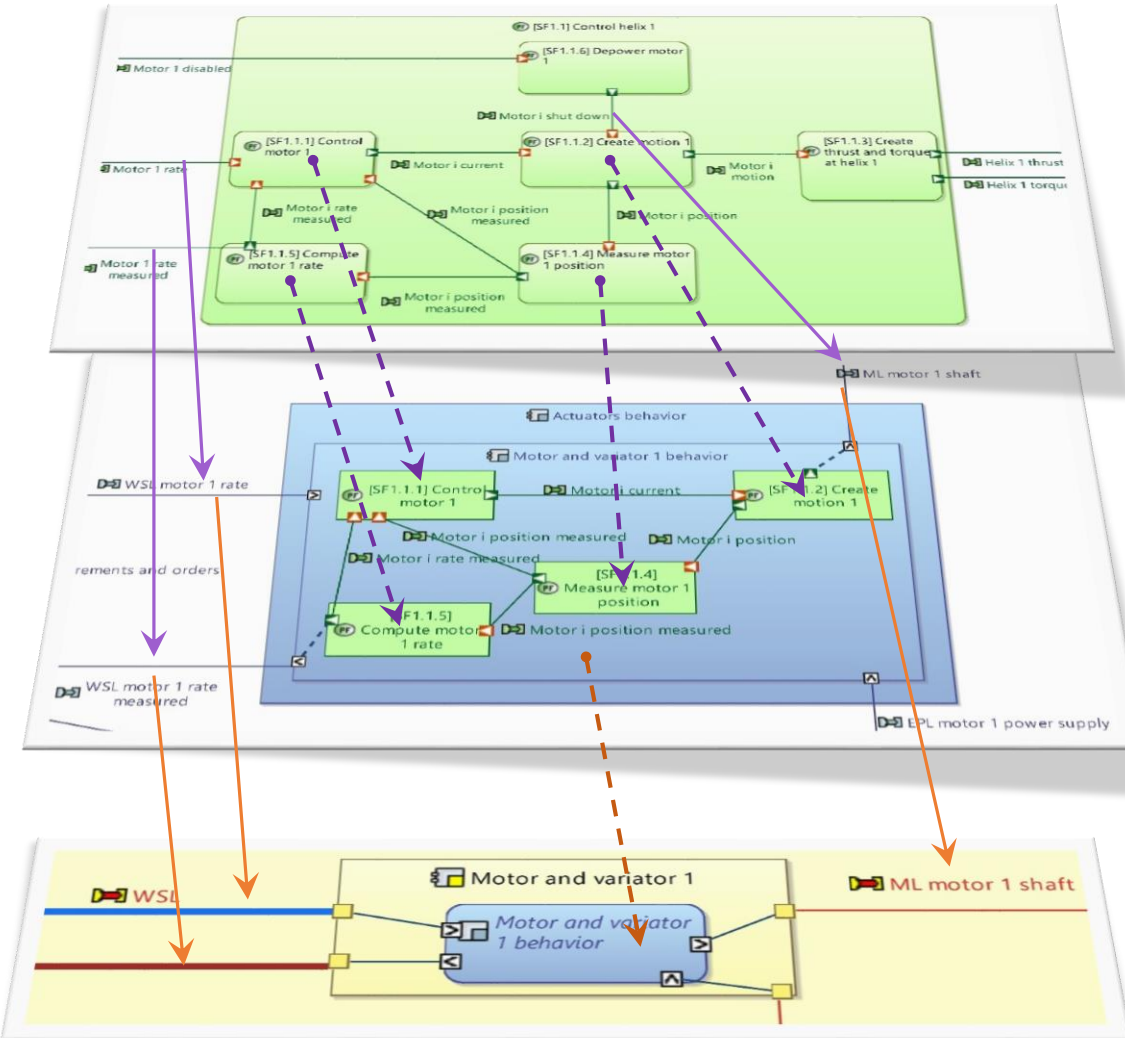 [SF1.1] Control helix 1
[SF1.1.6] Depower motor
1
Motor 1 disabled
Motor i shut down
[SF1.1.1] Control
motor 1
[SF1.1.2] Create motion 1
[SF1.1.3] Create
thrust and torque
at helix 1
Motor 1 rate
Motor i current
Motor i
motion
Helix 1 thrust
Helix 1 torqu
Motor i rate
measured
Motor i position
measured
Motor i position
Motor 1 rate
measured
[SF1.1.5] Compute
motor 1 rate
[SF1.1.4] Measure motor
1 position
Motor i position
measured
ML motor 1 shaft
Actuators behavior
Motor and variator 1 behavior
WSL motor 1 rate
[SF1.1.1] Control
motor 1
Motor i current
[SF1.1.2] Create
motion 1
Motor i position measured
Motor i position
Motor i rate measured
rements and orders
[SF1.1.4]
Measure motor 1
position
[SF1.1.5]
Compute motor
1 rate
Motor i position measured
WSL motor 1 rate
measured
EPL motor 1 power supply
Motor and variator 1
WSL
ML motor 1 shaft
Motor and variator
1 behavior